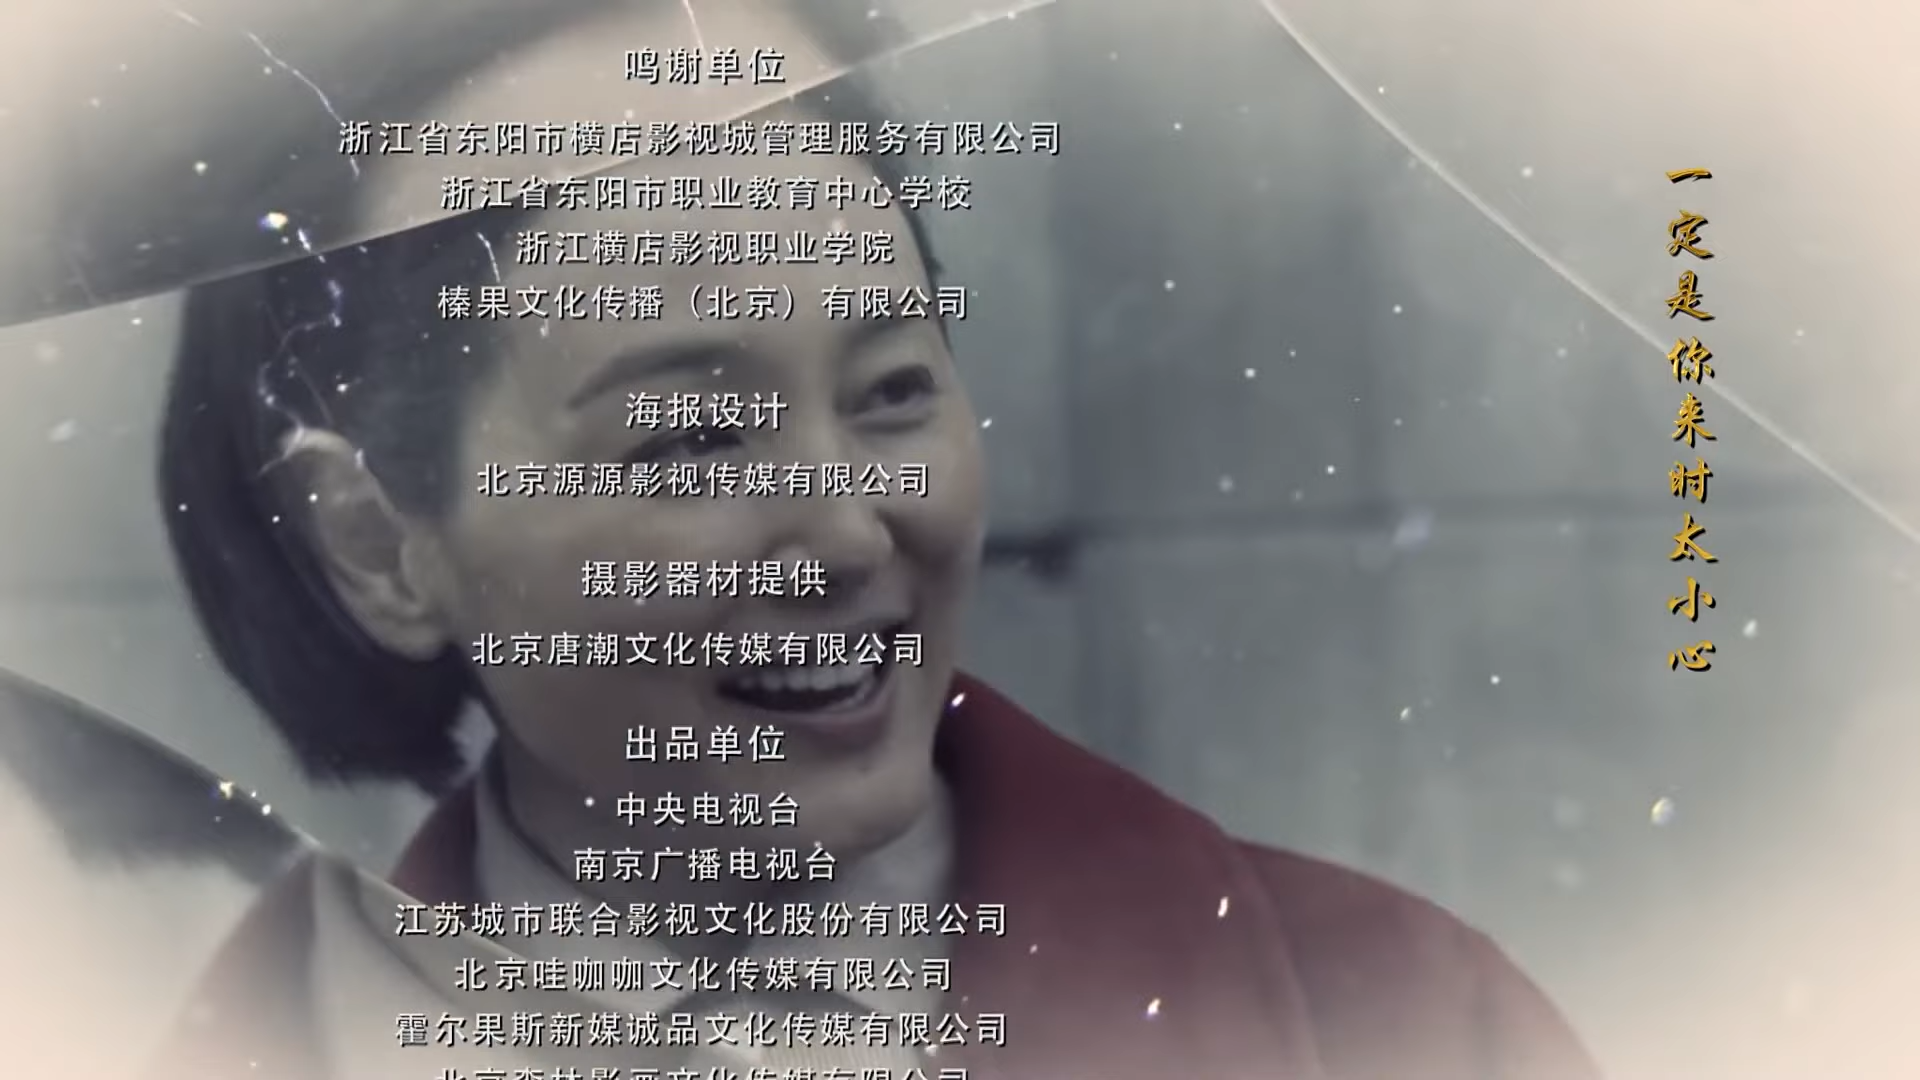 鸣谢单位
浙江省东阳市横店影视城管理服务有限公司
浙江省东阳市职业教育中心学校
浙江横店影视职业学院
榛果文化传播（北京）有限公司
海报设计
北京源源影视传媒有限公司
摄影器材提供
北京唐潮文化传媒有限公司
出品单位
中央电视台
南京广播电视台
江苏城市联合影视文化股份有限公司
北京哇咖咖文化传媒有限公司
霍尔果斯新媒诚品文化传媒有限公司
一定是你来时太小心